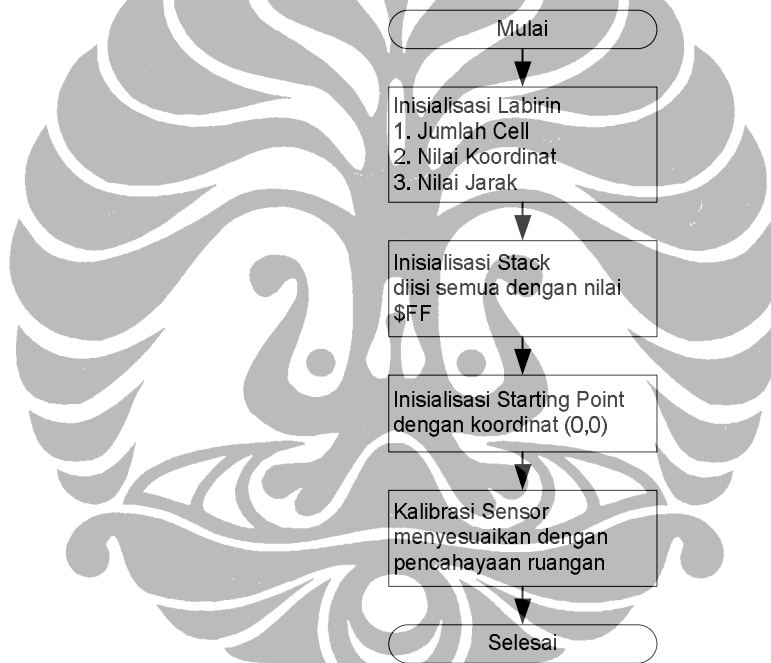 Mulai
Inisialisasi Labirin
1. Jumlah Cell
2. Nilai Koordinat
3. Nilai Jarak
Inisialisasi Stack
diisi semua dengan nilai
$FF
Inisialisasi Starting Point
dengan koordinat (0,0)
Kalibrasi Sensor
menyesuaikan dengan
pencahayaan ruangan
Selesai